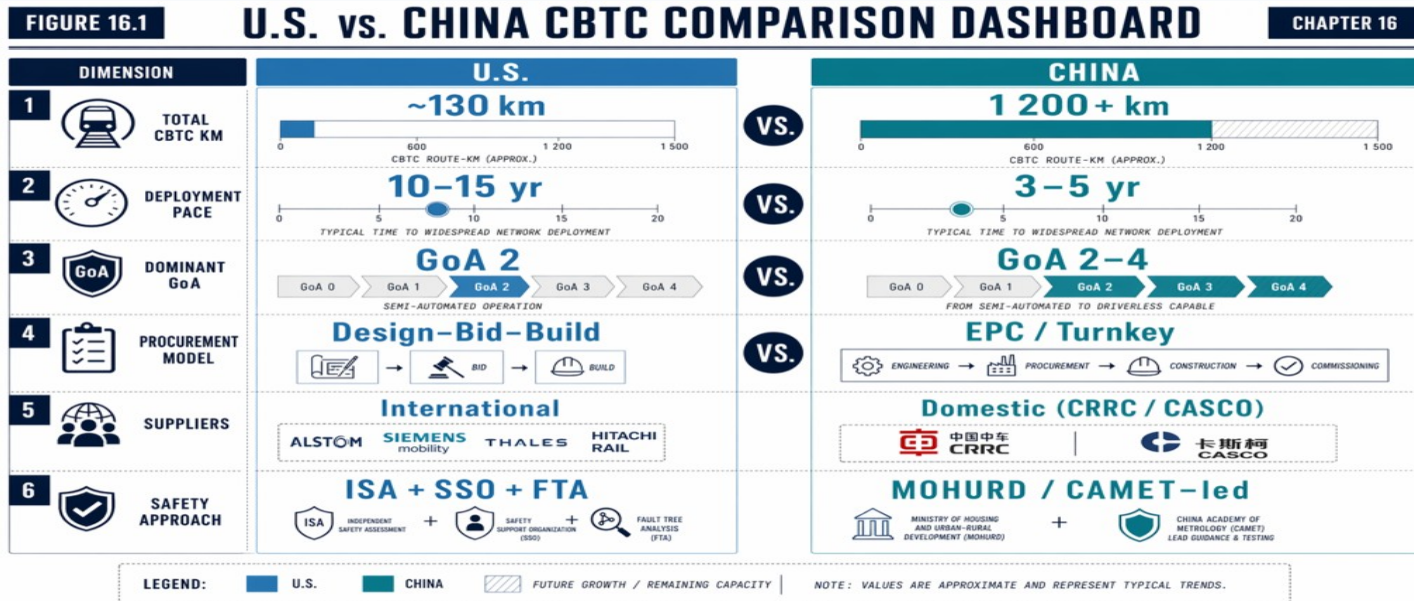 FIGURE 16.1
U.S. vs. CHINA CBTC COMPARISON DASHBOARD
CHAPTER 16
DIMENSION
U.S.
CHINA
1
TOTAL
CBTC KM
~130 km
0 600 1 200 1 500
CBTC ROUTE-KM (APPROX.)
VS.
1 200+ km
0 600 1200 1 500
CBTC ROUTE-KM (APPROX.)
2
DEPLOYMENT
PACE
10–15 yr
0 5 10 15 20
TYPICAL TIME TO WIDESPREAD NETWORK DEPLOYMENT
VS.
3–5 yr
0 5 10 15 20
TYPICAL TIME TO WIDESPREAD NETWORK DEPLOYMENT
3
GoA
DOMINANT
GoA
GoA 2
GoA 0 GoA 1 GoA 2 GoA 3 GoA 4
SEMI-AUTOMATED OPERATION
VS.
GoA 2–4
GoA 0 GoA 1 GoA 2 GoA 3 GoA 4
FROM SEMI-AUTOMATED TO DRIVERLESS CAPABLE
4
PROCUREMENT
MODEL
Design–Bid–Build
BID
BUILD
VS.
EPC / Turnkey
ENGINEERING
PROCUREMENT
CONSTRUCTION
COMMISSIONING
5
SUPPLIERS
International
ALSTOM
SIEMENS
mobility
THALES
HITACHI
RAIL
Domestic (CRRC / CASCO)
中国中车
CRRC
卡斯柯
CASCO
6
SAFETY
APPROACH
ISA + SSO + FTA
ISA
INDEPENDENT
SAFETY ASSESSMENT
+
SAFETY
SUPPORT ORGANIZATION
(SSO)
+
FAULT TREE
ANALYSIS
(FTA)
MOHURD / CAMET–led
MINISTRY OF HOUSING
AND URBAN-RURAL
DEVELOPMENT (MOHURD)
+
CHINA ACADEMY OF
METROLOGY (CAMET)
LEAD GUIDANCE & TESTING
LEGEND:
U.S.
CHINA
FUTURE GROWTH / REMAINING CAPACITY
NOTE: VALUES ARE APPROXIMATE AND REPRESENT TYPICAL TRENDS.